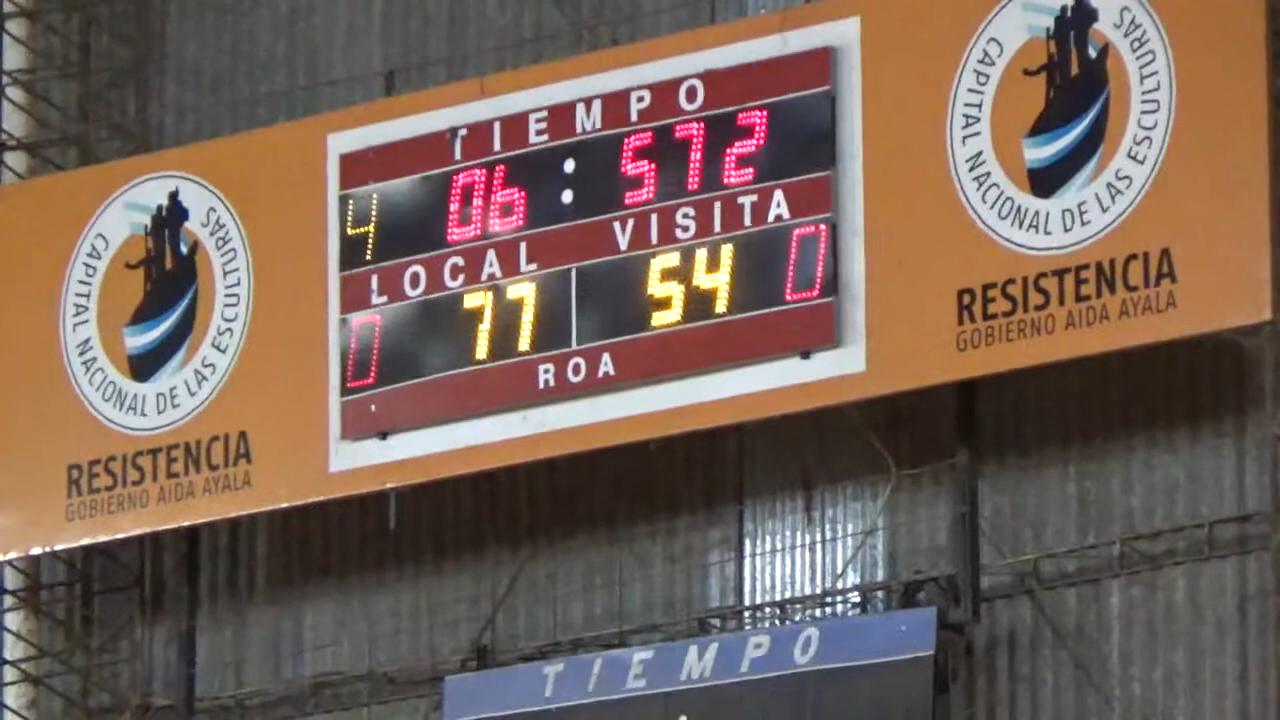 TIEMPO
4 06:572
LOCAL VISITA
0 77 54 0
ROA
CAPITAL NACIONAL DE LAS ESCULTURAS
RESISTENCIA
GOBIERNO AIDA AYALA
CAPITAL NACIONAL DE LAS ESCULTURAS
RESISTENCIA
GOBIERNO AIDA AYALA
TIEMPO